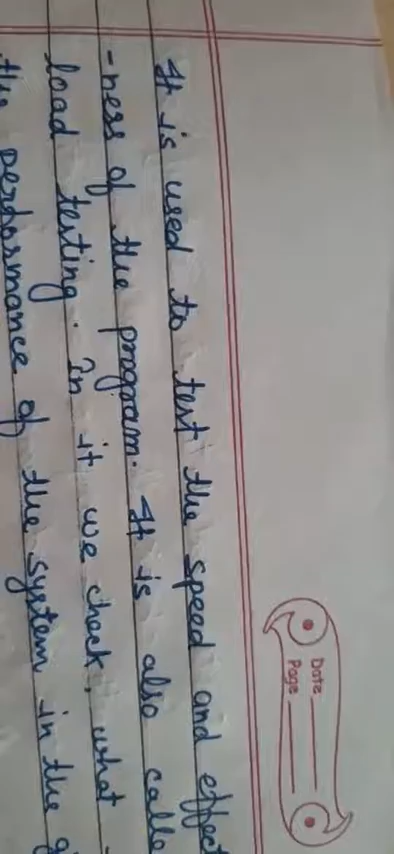 Date
Page
It is used to test the speed and effect
-ness of the program. It is also calle
load testing. In it we check, what
the performance of the system in the g